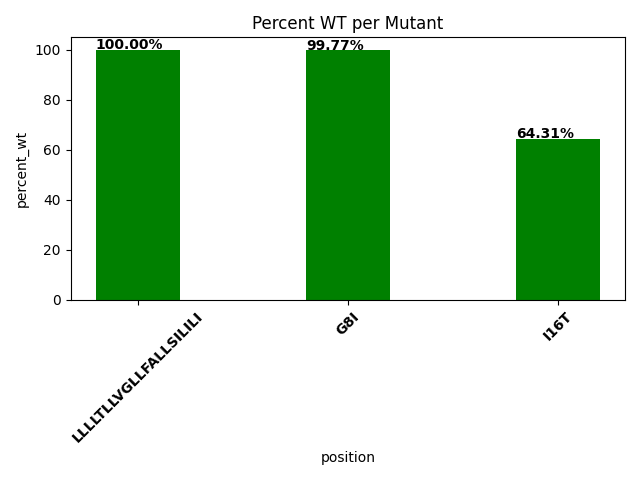 Percent WT per Mutant
100.00%
99.77%
64.31%
100
80
60
40
20
0
percent_wt
LLLLTLLVGLLFALLSILILI
G8I
I16T
position